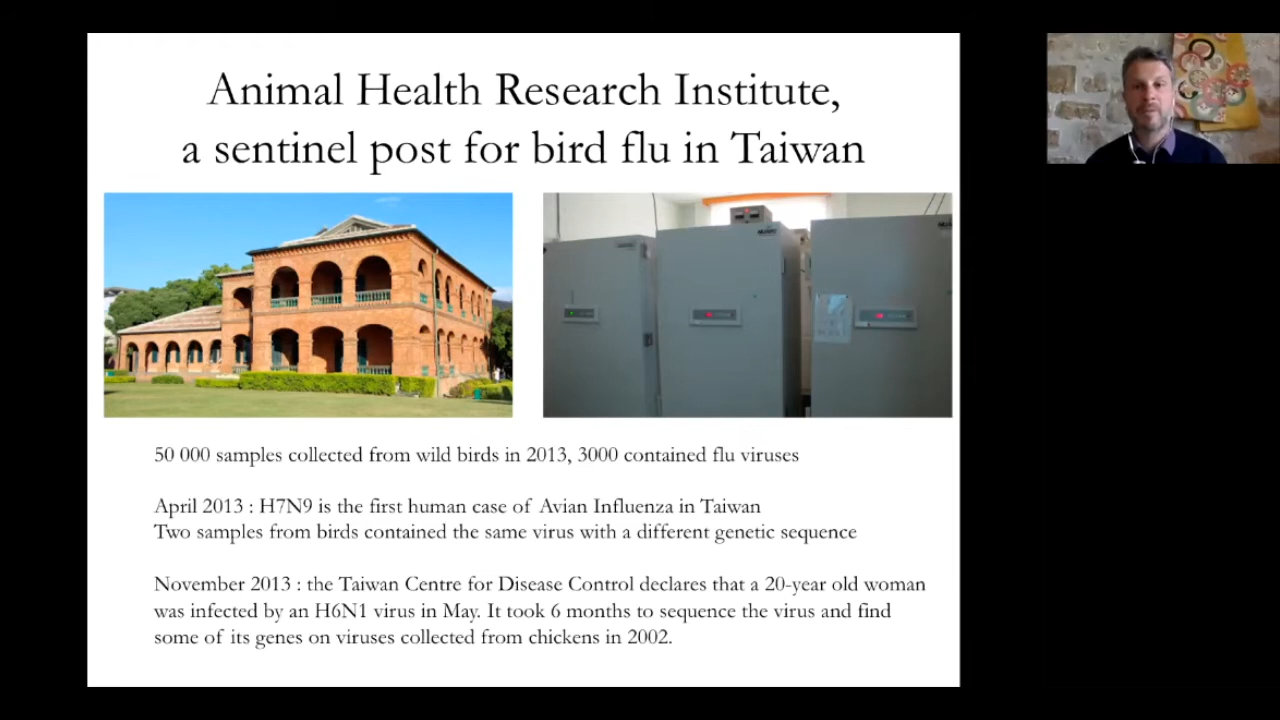 Animal Health Research Institute,
a sentinel post for bird flu in Taiwan
50 000 samples collected from wild birds in 2013, 3000 contained flu viruses
April 2013 : H7N9 is the first human case of Avian Influenza in Taiwan
Two samples from birds contained the same virus with a different genetic sequence
November 2013 : the Taiwan Centre for Disease Control declares that a 20-year old woman
was infected by an H6N1 virus in May. It took 6 months to sequence the virus and find
some of its genes on viruses collected from chickens in 2002.